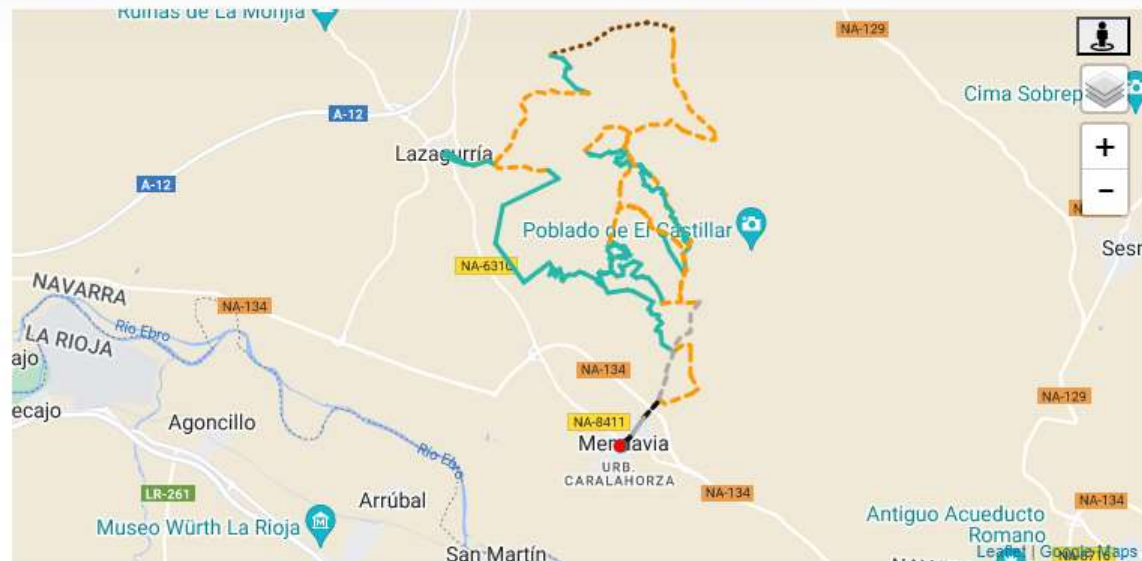 Ruinas de La Monjía
NA-129
Cima Sobrep
A-12
Lazagurría
A-12
Poblado de El Castillar
Sesr
NA-6310
NAVARRA
NA-134
Río Ebro
LA RIOJA
ajo
NA-134
NA-129
ecajo
Agoncillo
NA-8411
Mendavia
URB.
CARALAHORZA
Río Ebro
LR-261
Arrúbal
NA-134
NA-134
Museo Würth La Rioja
Antiguo Acueducto
Romano
San Martín
Leaflet | Google Maps
+
−